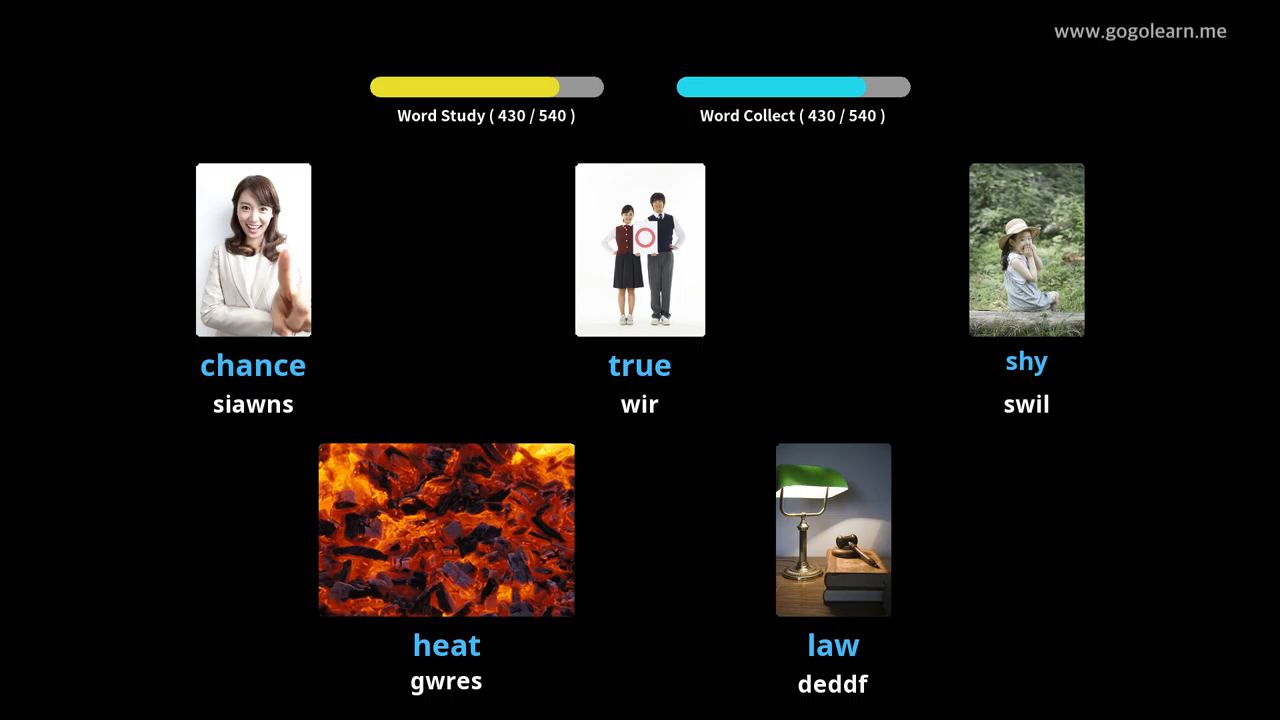 www.gogolearn.me
Word Study ( 430 / 540 )
Word Collect ( 430 / 540 )
chance
siawns
true
wir
shy
swil
heat
gwres
law
deddf